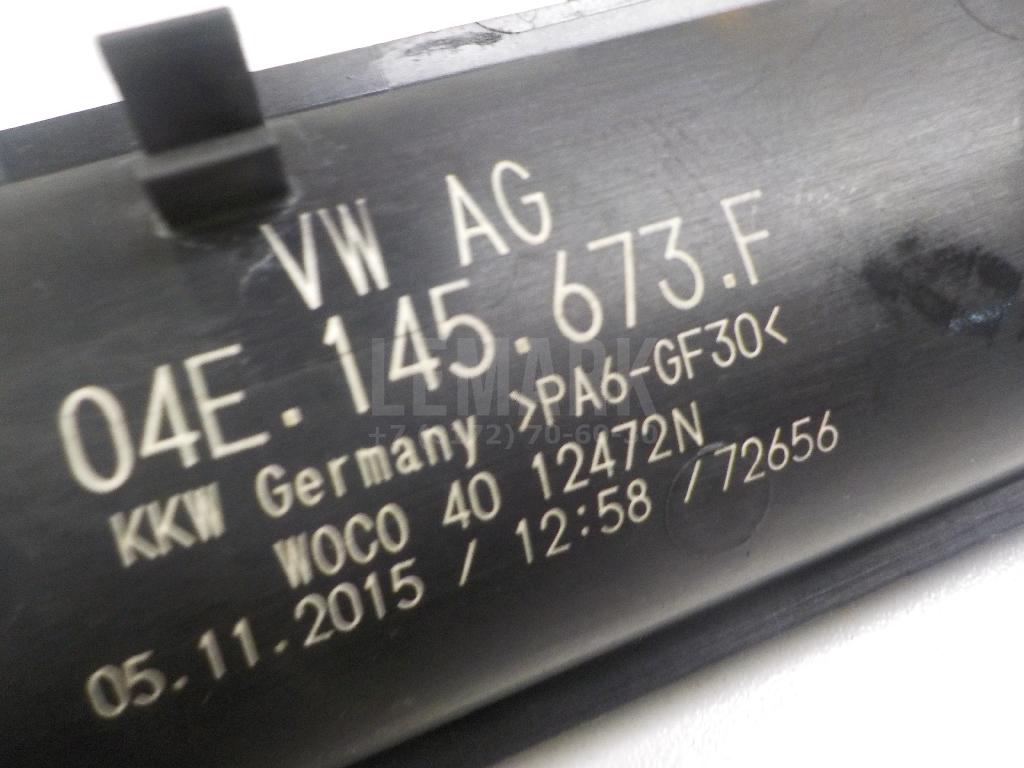 VW AG
04E.145.673.F
KKW Germany >PA6-GF30<
WOCO 40 12472N
05.11.2015 / 12:58 /72656
LEMARK